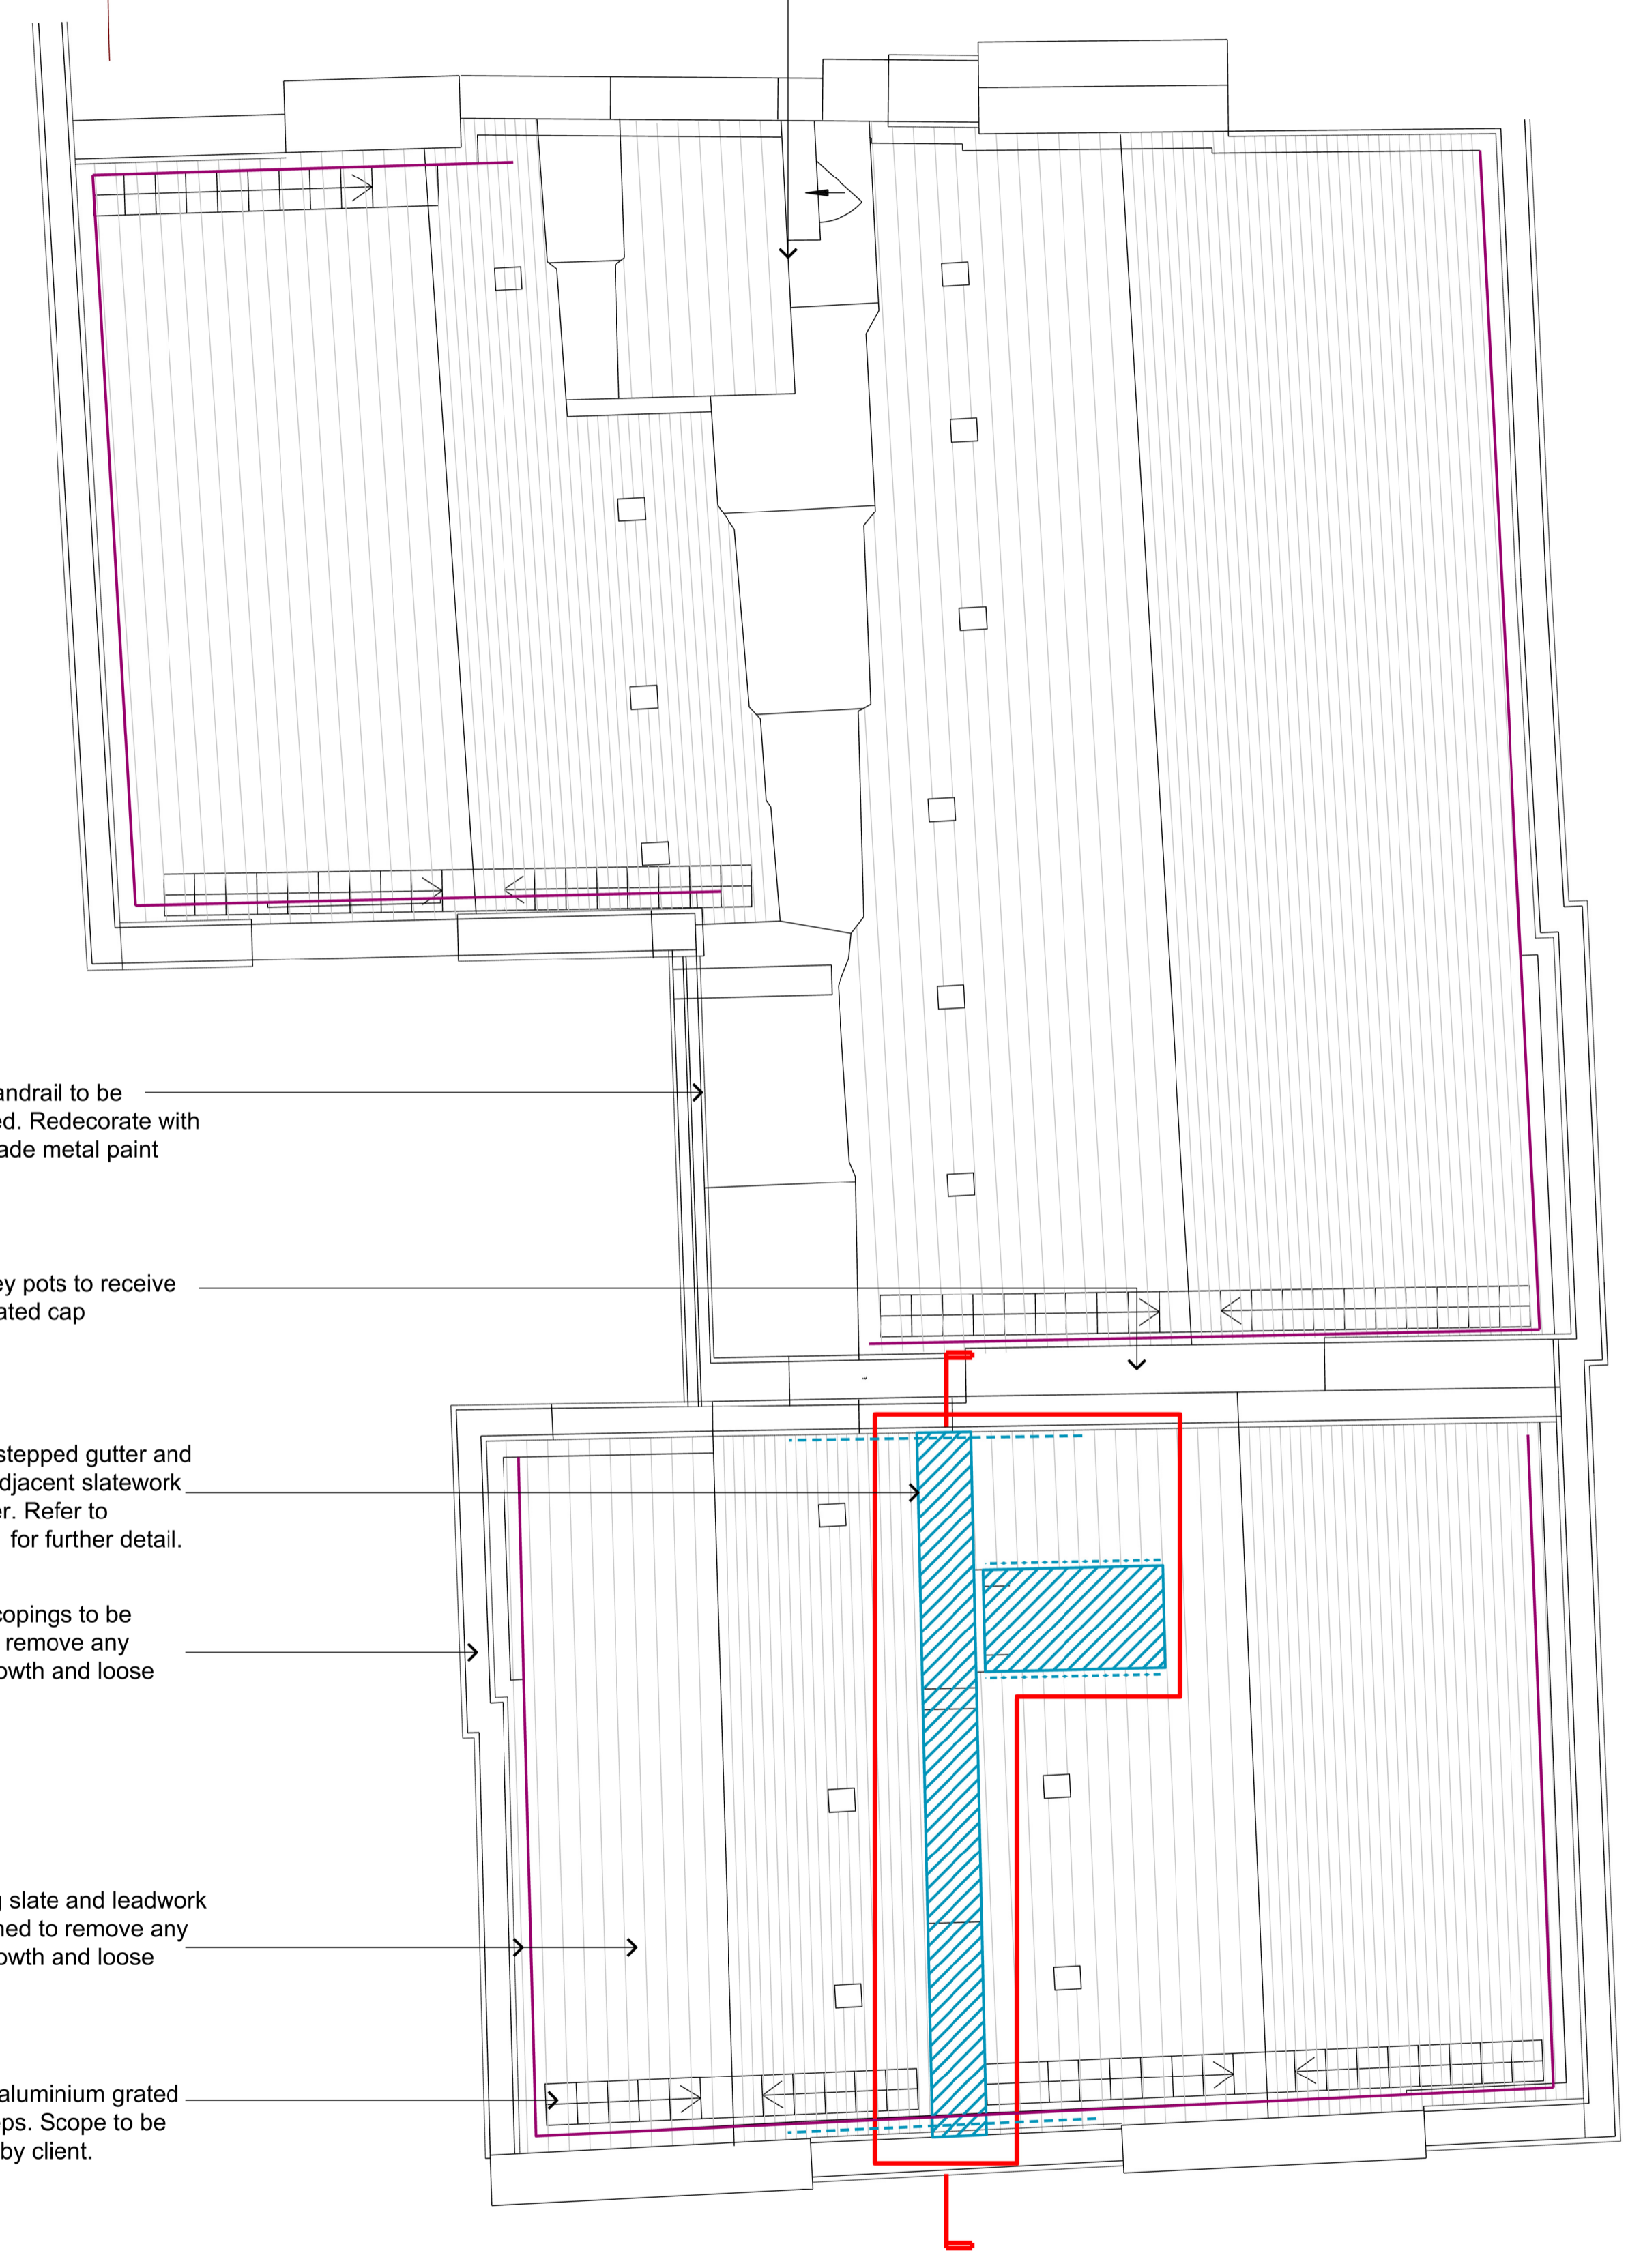 andrail to be
ed. Redecorate with
ade metal paint
ey pots to receive
ated cap
stepped gutter and
djacent slatework
er. Refer to
for further detail.
copings to be
remove any
owth and loose
g slate and leadwork
ned to remove any
owth and loose
aluminium grated
eps. Scope to be
by client.